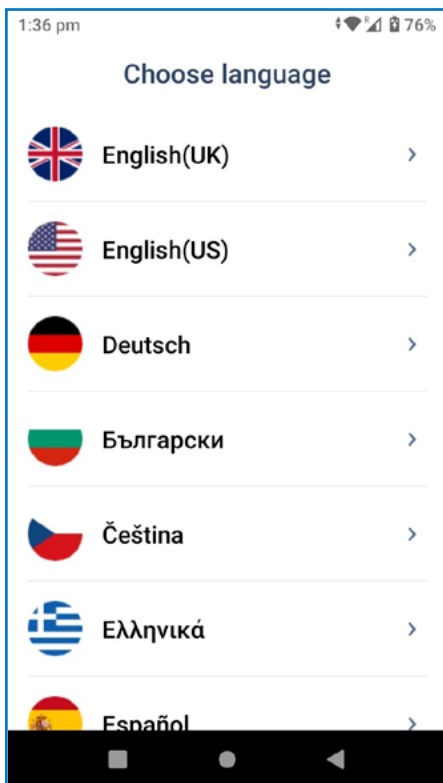 1:36 pm R 76%
Choose language
English(UK)
English(US)
Deutsch
Български
Čeština
Ελληνικά
Español